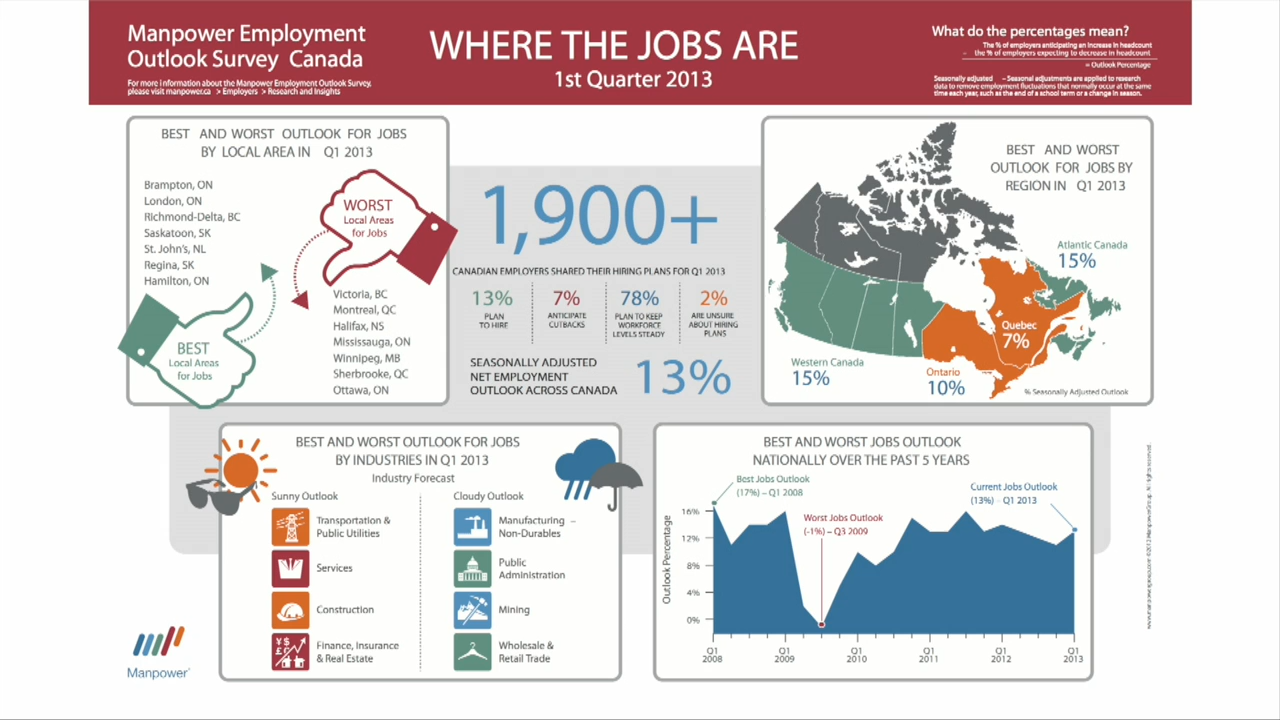 Manpower Employment
Outlook Survey Canada
For more information about the Manpower Employment Outlook Survey,
please visit manpower.ca > Employers > Research and Insights
WHERE THE JOBS ARE
1st Quarter 2013
What do the percentages mean?
The % of employers anticipating an increase in headcount
– the % of employers expecting to decrease in headcount
= Outlook Percentage
Seasonally adjusted – Seasonal adjustments are applied to research
data to remove employment fluctuations that normally occur at the same
time each year, such as the end of a school term or a change in season.
BEST AND WORST OUTLOOK FOR JOBS
BY LOCAL AREA IN Q1 2013
Brampton, ON
London, ON
Richmond-Delta, BC
Saskatoon, SK
St. John's, NL
Regina, SK
Hamilton, ON
WORST
Local Areas
for Jobs
BEST
Local Areas
for Jobs
Victoria, BC
Montreal, QC
Halifax, NS
Mississauga, ON
Winnipeg, MB
Sherbrooke, QC
Ottawa, ON
1,900+
CANADIAN EMPLOYERS SHARED THEIR HIRING PLANS FOR Q1 2013
13%
PLAN
TO HIRE
7%
ANTICIPATE
CUTBACKS
78%
PLAN TO KEEP
WORKFORCE
LEVELS STEADY
2%
ARE UNSURE
ABOUT HIRING
PLANS
SEASONALLY ADJUSTED
NET EMPLOYMENT
OUTLOOK ACROSS CANADA
13%
BEST AND WORST
OUTLOOK FOR JOBS BY
REGION IN Q1 2013
Atlantic Canada
15%
Quebec
7%
Western Canada
15%
Ontario
10%
% Seasonally Adjusted Outlook
BEST AND WORST OUTLOOK FOR JOBS
BY INDUSTRIES IN Q1 2013
Industry Forecast
Sunny Outlook
Transportation &
Public Utilities
Services
Construction
¥$
£€
Finance, Insurance
& Real Estate
Cloudy Outlook
Manufacturing –
Non-Durables
Public
Administration
Mining
Wholesale &
Retail Trade
BEST AND WORST JOBS OUTLOOK
NATIONALLY OVER THE PAST 5 YEARS
Best Jobs Outlook
(17%) – Q1 2008
Worst Jobs Outlook
(-1%) – Q3 2009
Current Jobs Outlook
(13%) – Q1 2013
Outlook Percentage
16%
12%
8%
4%
0%
Q1
2008
Q1
2009
Q1
2010
Q1
2011
Q1
2012
Q1
2013
Manpower